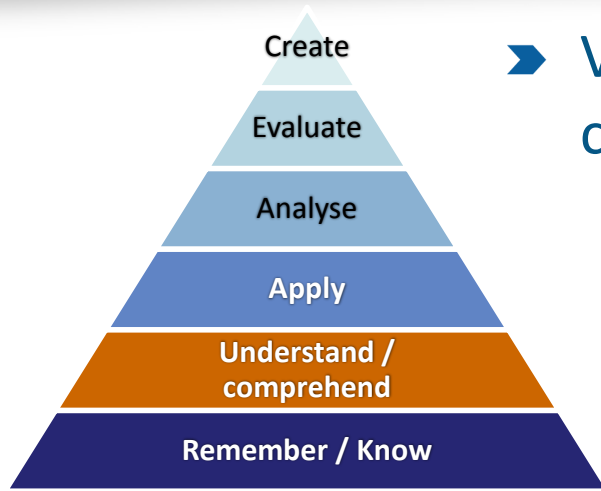 Create
Evaluate
Analyse
Apply
Understand /
comprehend
Remember / Know